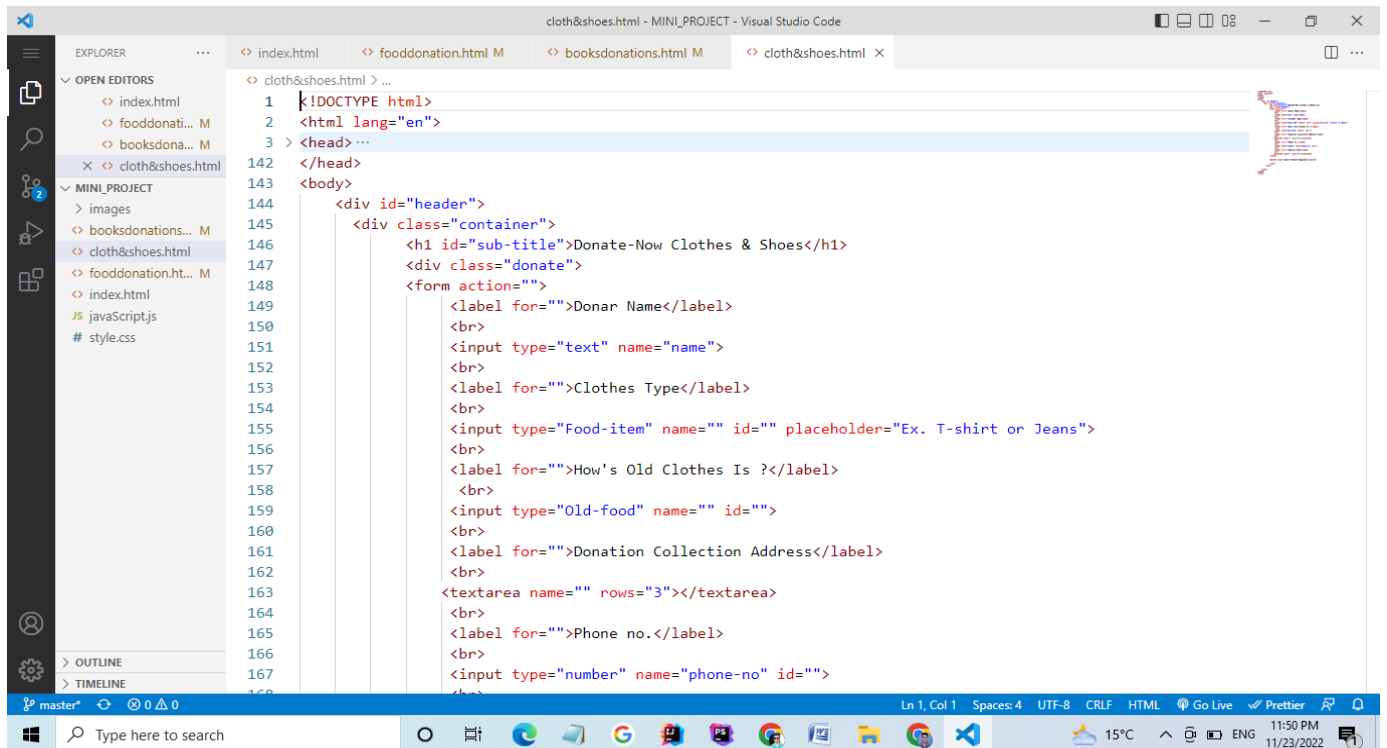 cloth&shoes.html - MINI_PROJECT - Visual Studio Code
EXPLORER
index.html
fooddonation.html M
booksdonations.html M
cloth&shoes.html
OPEN EDITORS
index.html
fooddonati... M
booksdona... M
cloth&shoes.html
MINI_PROJECT
images
booksdonations... M
cloth&shoes.html
fooddonation.ht... M
index.html
JS javaScript.js
# style.css
OUTLINE
TIMELINE
2
cloth&shoes.html > ...
1 <!DOCTYPE html>
2 <html lang="en">
3 > <head> ...
142 </head>
143 <body>
144 <div id="header">
145 <div class="container">
146 <h1 id="sub-title">Donate-Now Clothes & Shoes</h1>
147 <div class="donate">
148 <form action="">
149 <label for="">Donar Name</label>
150 <br>
151 <input type="text" name="name">
152 <br>
153 <label for="">Clothes Type</label>
154 <br>
155 <input type="Food-item" name="" id="" placeholder="Ex. T-shirt or Jeans">
156 <br>
157 <label for="">How's Old Clothes Is ?</label>
158 <br>
159 <input type="Old-food" name="" id="">
160 <br>
161 <label for="">Donation Collection Address</label>
162 <br>
163 <textarea name="" rows="3"></textarea>
164 <br>
165 <label for="">Phone no.</label>
166 <br>
167 <input type="number" name="phone-no" id="">
168 <br>
master* 0 0 Ln 1, Col 1 Spaces: 4 UTF-8 CRLF HTML Go Live Prettier
Type here to search
PS
W
15°C
ENG
11:50 PM
11/23/2022
1